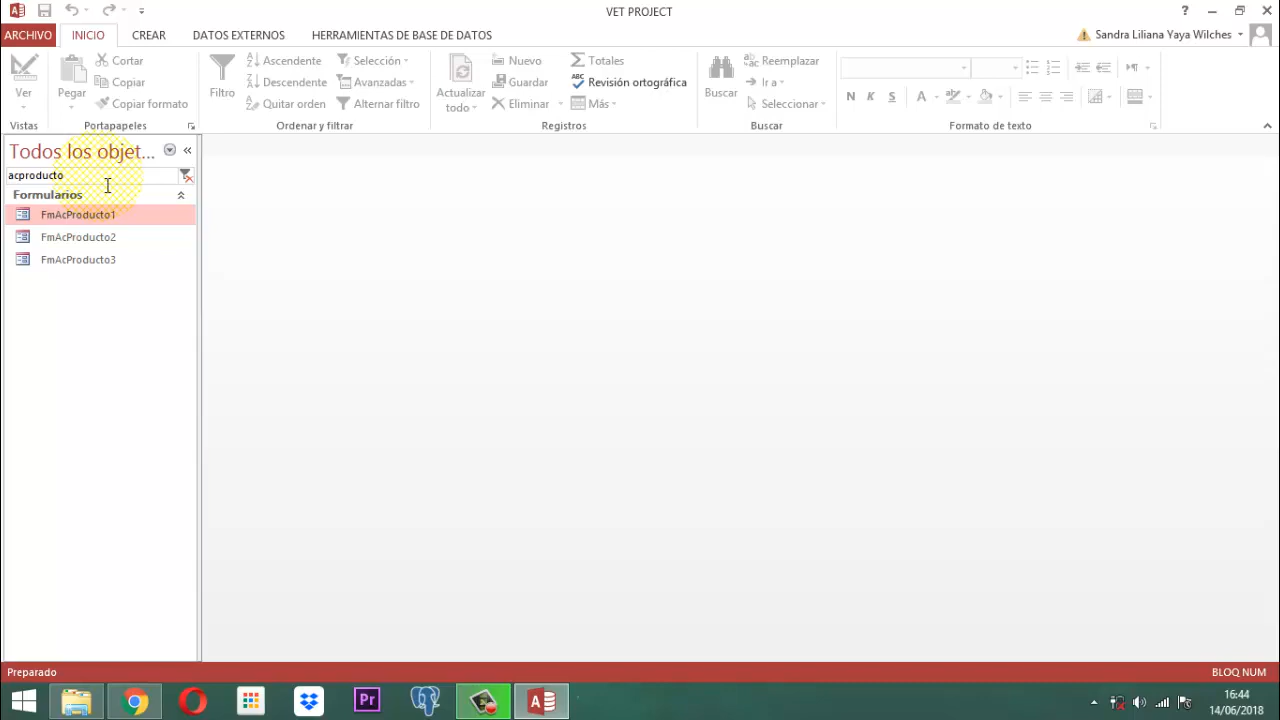 VET PROJECT
?
ARCHIVO INICIO CREAR DATOS EXTERNOS HERRAMIENTAS DE BASE DE DATOS Sandra Liliana Yaya Wilches
Ver
Vistas
Pegar
Cortar
Copiar
Copiar formato
Portapapeles
Filtro
Ascendente
Descendente
Quitar orden
Selección
Avanzadas
Alternar filtro
Ordenar y filtrar
Actualizar
todo
Nuevo
Guardar
Eliminar
Totales
Revisión ortográfica
Más
Registros
Buscar
Reemplazar
Ir a
Seleccionar
Buscar
N K S A
Formato de texto
Todos los objet...
acproducto
Formularios
FmAcProducto1
FmAcProducto2
FmAcProducto3
Preparado BLOQ NUM
Pr
16:44
14/06/2018